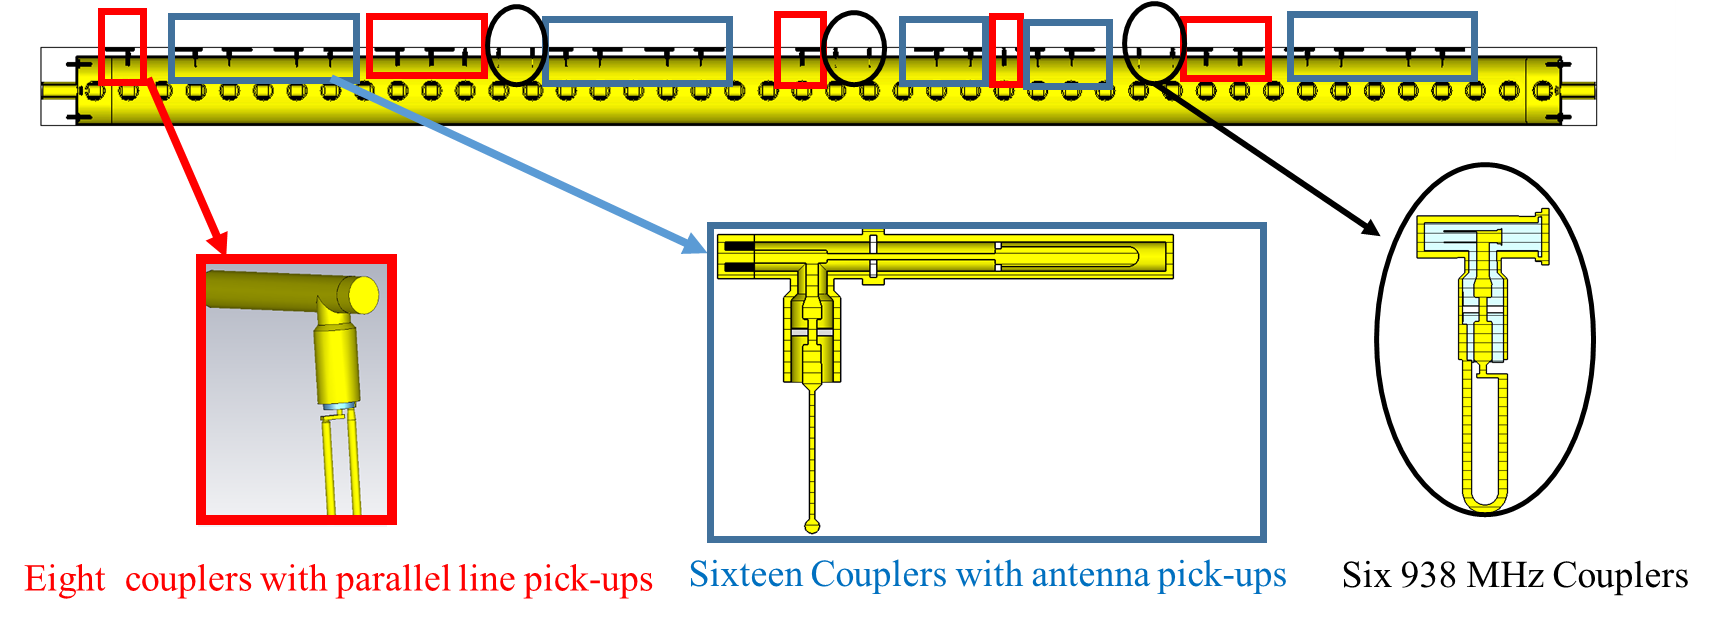 Eight couplers with parallel line pick-ups
Sixteen Couplers with antenna pick-ups
Six 938 MHz Couplers